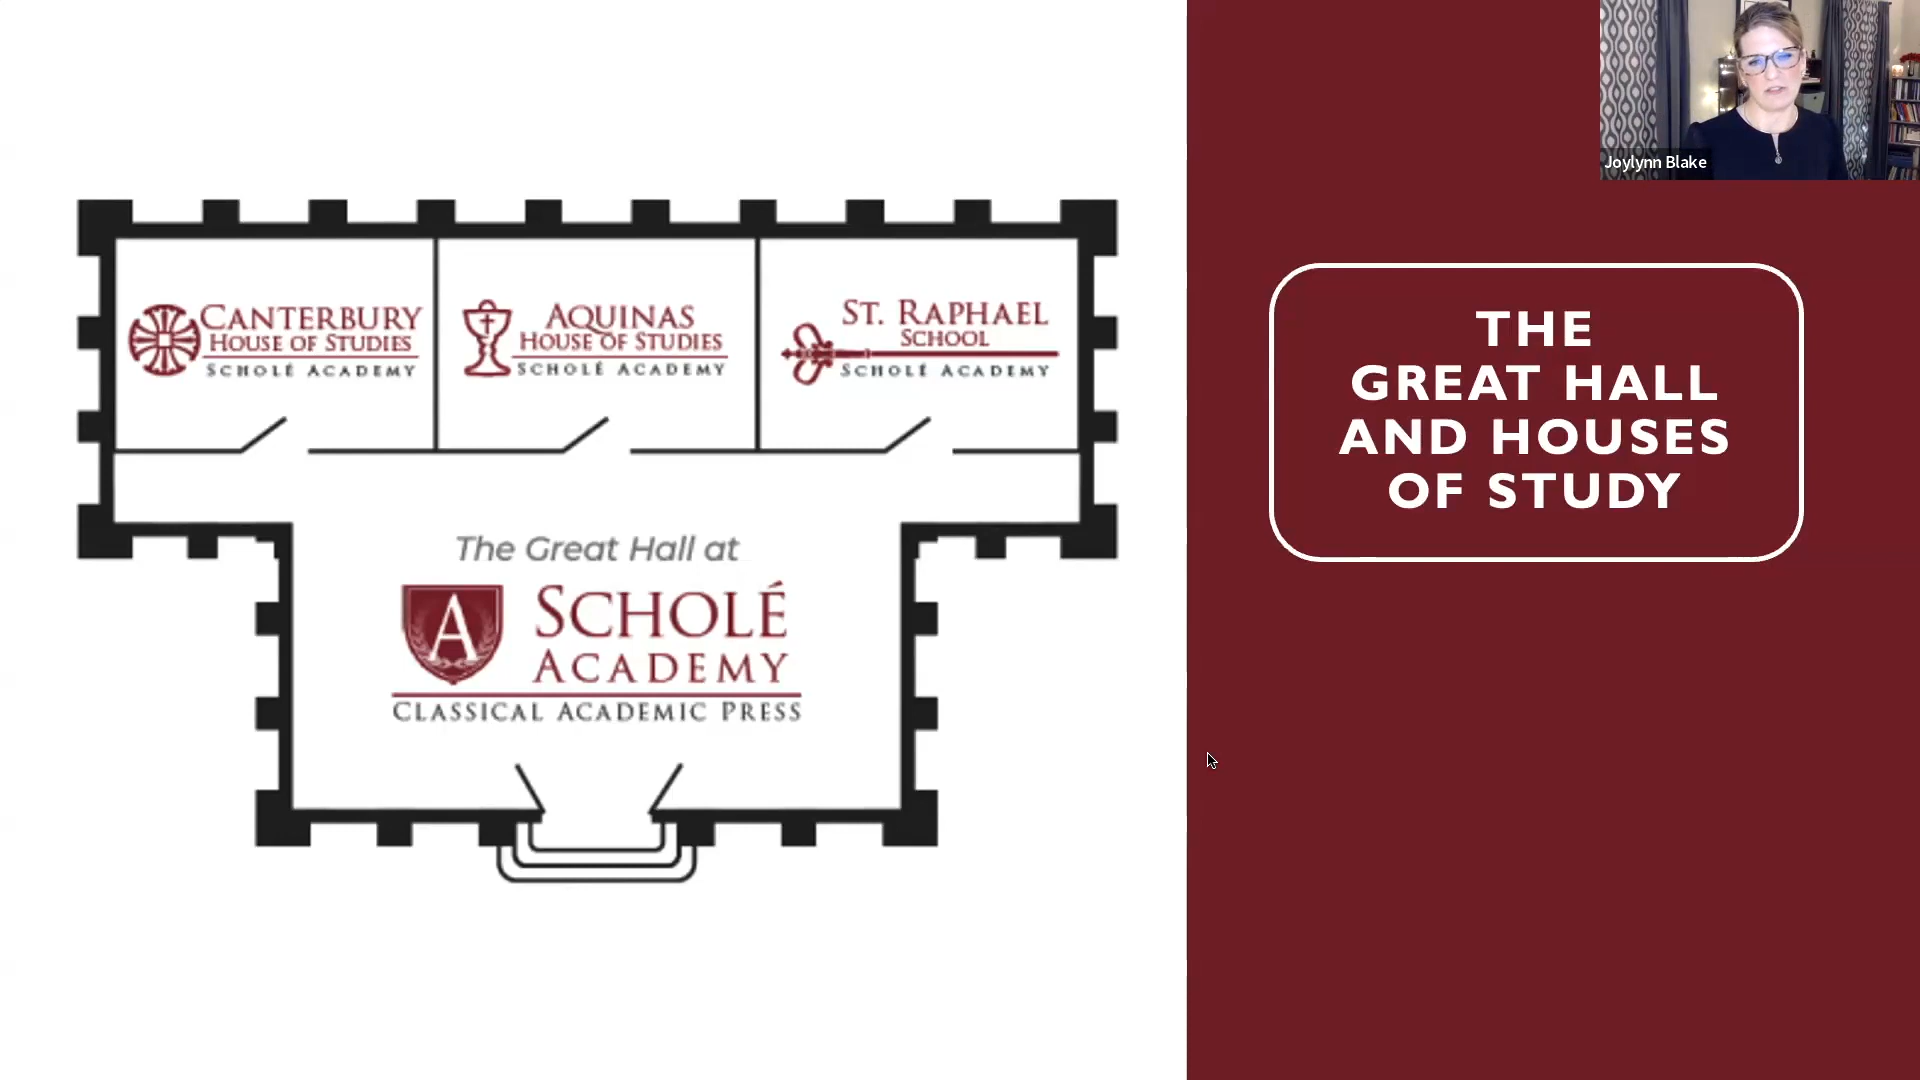 Joylynn Blake
CANTERBURY
HOUSE OF STUDIES
SCHOLÉ ACADEMY
AQUINAS
HOUSE OF STUDIES
SCHOLÉ ACADEMY
ST. RAPHAEL
SCHOOL
SCHOLÉ ACADEMY
The Great Hall at
A
SCHOLÉ
ACADEMY
CLASSICAL ACADEMIC PRESS
THE
GREAT HALL
AND HOUSES
OF STUDY